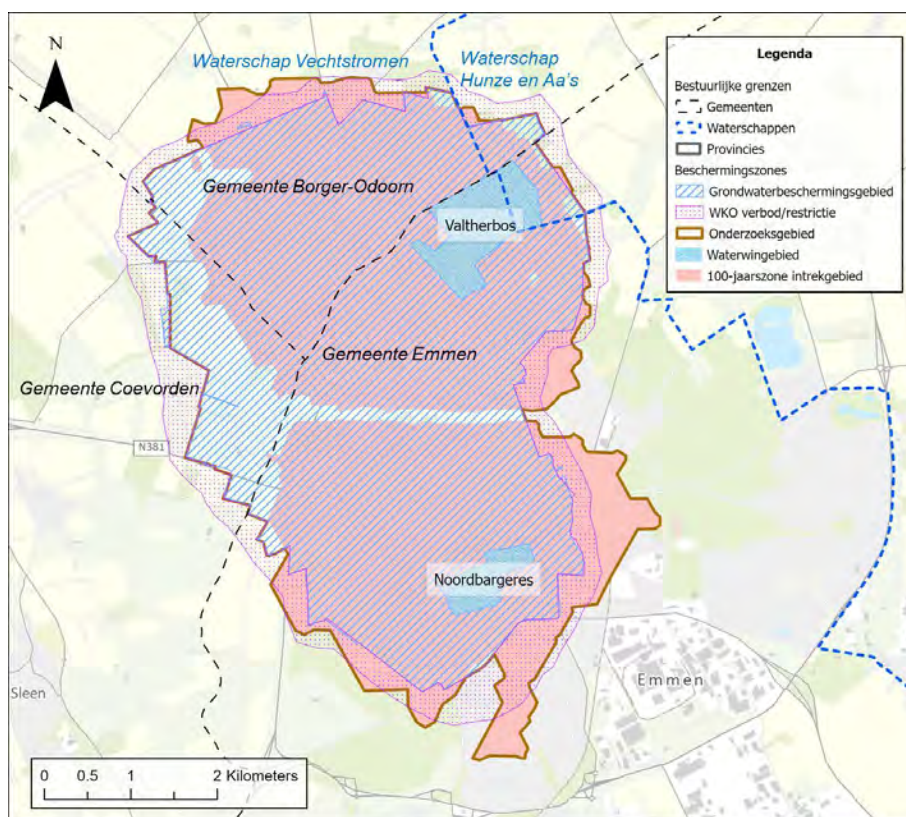 N
Waterschap Vechtstromen
Waterschap
Hunze en Aa's
Legenda
Bestuurlijke grenzen
Gemeenten
Waterschappen
Provincies
Beschermingszones
Grondwaterbeschermingsgebied
WKO verbod/restrictie
Onderzoeksgebied
Waterwingebied
100-jaarszone intrekgebied
Gemeente Borger-Odoorn
Valtherbos
Gemeente Emmen
Gemeente Coevorden
N381
Noordbargeres
Emmen
Sleen
0 0.5 1 2 Kilometers